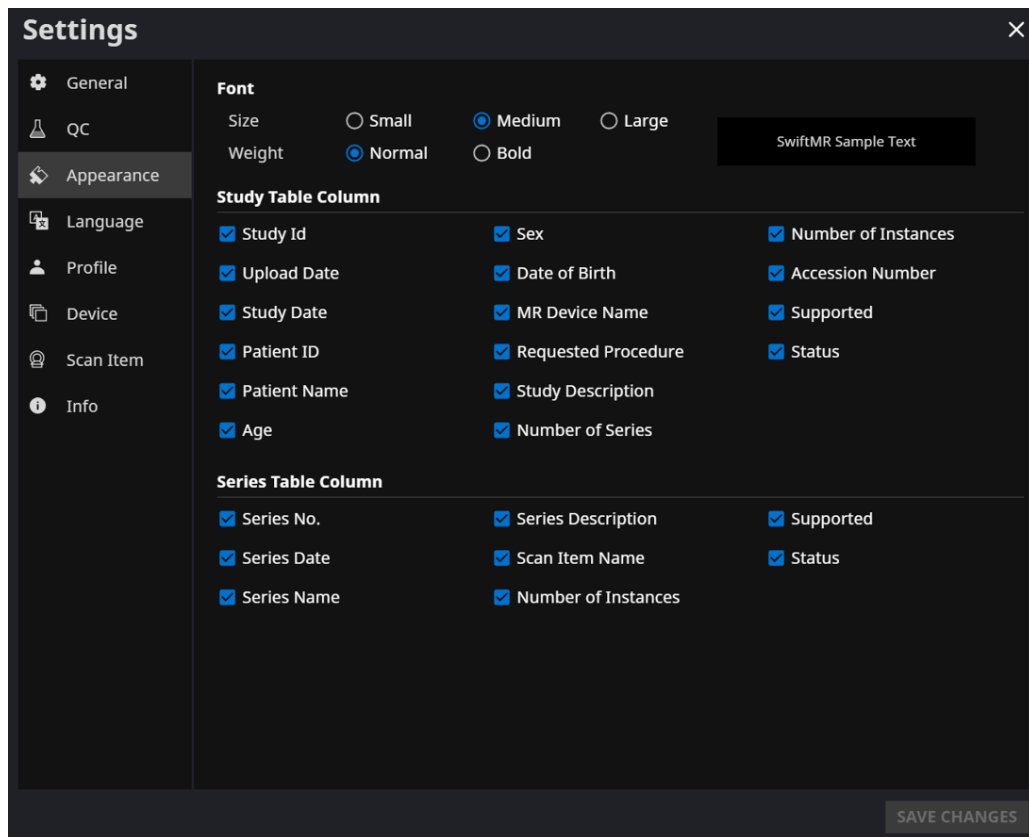 Settings
General
QC
Appearance
Language
Profile
Device
Scan Item
Info
Font
Size Small Medium Large
Weight Normal Bold
SwiftMR Sample Text
Study Table Column
Study Id Sex Number of Instances
Upload Date Date of Birth Accession Number
Study Date MR Device Name Supported
Patient ID Requested Procedure Status
Patient Name Study Description
Age Number of Series
Series Table Column
Series No. Series Description Supported
Series Date Scan Item Name Status
Series Name Number of Instances
SAVE CHANGES